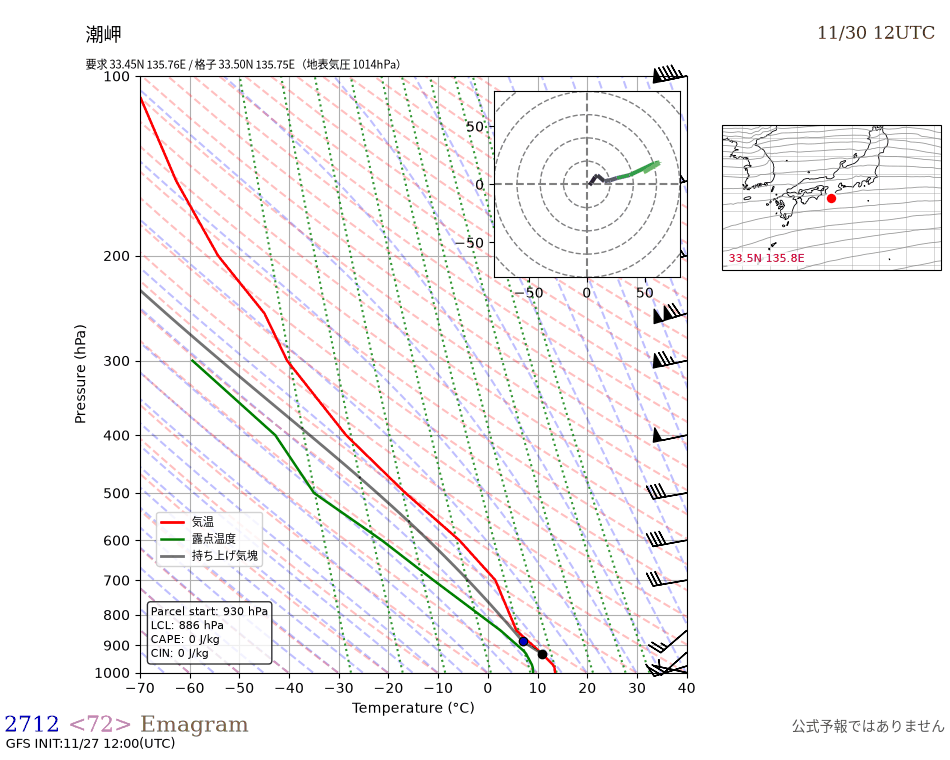 潮岬
11/30 12UTC
要求 33.45N 135.76E / 格子 33.50N 135.75E（地表気圧 1014hPa）
100
200
300
400
500
600
700
800
900
1000
Pressure (hPa)
50
0
−50
−50
0
50
33.5N 135.8E
気温
露点温度
持ち上げ気塊
Parcel start: 930 hPa
LCL: 886 hPa
CAPE: 0 J/kg
CIN: 0 J/kg
−70
−60
−50
−40
−30
−20
−10
0
10
20
30
40
Temperature (°C)
2712 <72> Emagram
公式予報ではありません
GFS INIT:11/27 12:00(UTC)